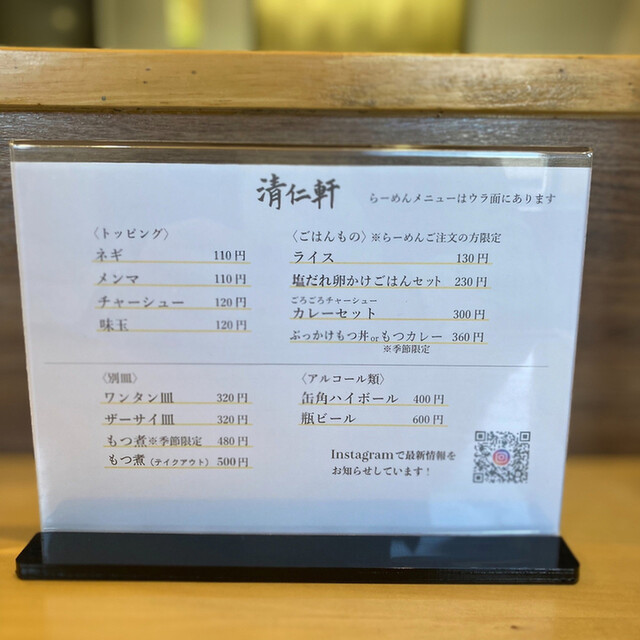 清仁軒
らーめんメニューはウラ面にあります
〈トッピング〉
ネギ 110円
メンマ 110円
チャーシュー 120円
味玉 120円
〈ごはんもの〉※らーめんご注文の方限定
ライス 130円
塩だれ卵かけごはんセット 230円
ごろごろチャーシュー
カレーセット 300円
ぶっかけもつ丼orもつカレー 360円
※季節限定
〈別皿〉
ワンタン皿 320円
ザーサイ皿 320円
もつ煮※季節限定 480円
もつ煮(テイクアウト) 500円
〈アルコール類〉
缶角ハイボール 400円
瓶ビール 600円
Instagramで最新情報を
お知らせしています!